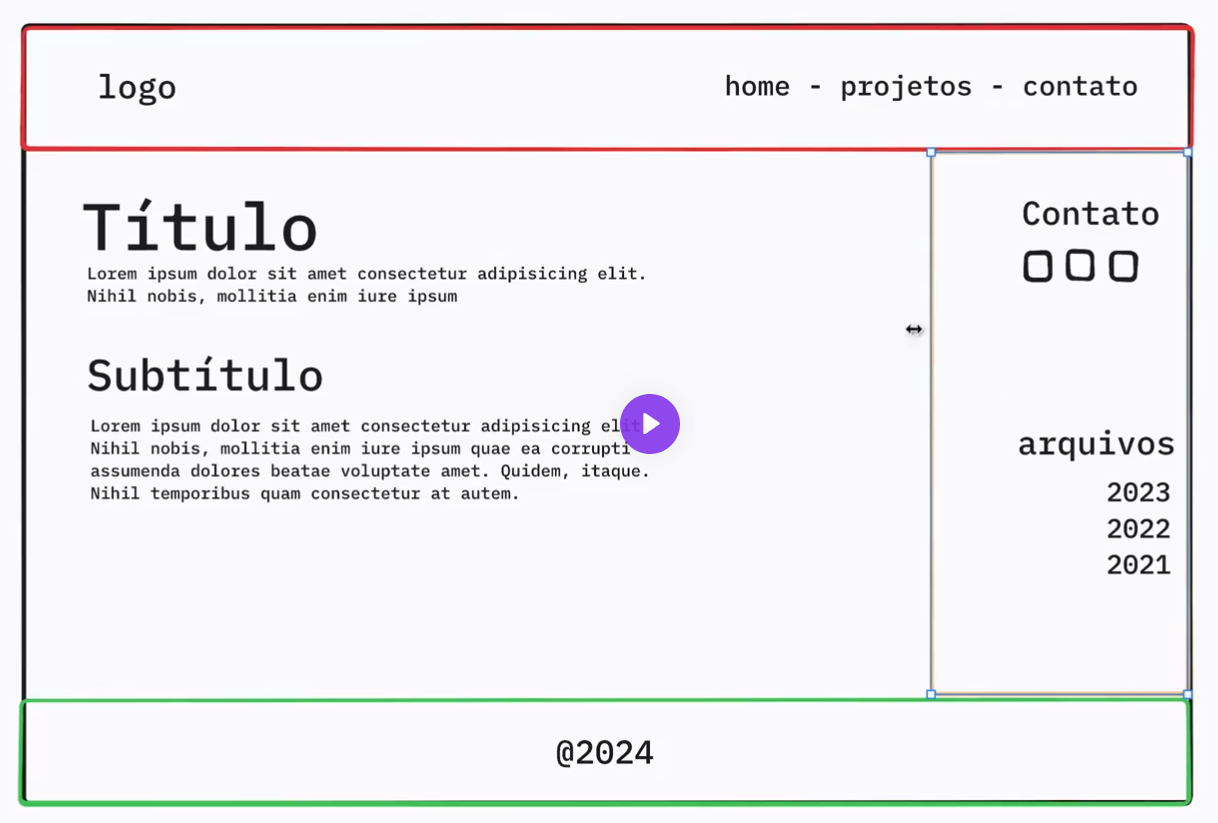 logo
home - projetos - contato
Título
Lorem ipsum dolor sit amet consectetur adipisicing elit.
Nihil nobis, mollitia enim iure ipsum
Subtítulo
Lorem ipsum dolor sit amet consectetur adipisicing elit
Nihil nobis, mollitia enim iure ipsum quae ea corrupti
assumenda dolores beatae voluptate amet. Quidem, itaque.
Nihil temporibus quam consectetur at autem.
Contato
arquivos
2023
2022
2021
@2024